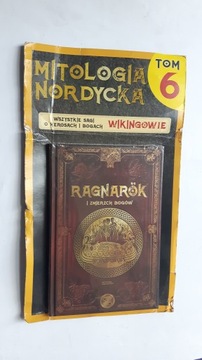 MITOLOGIA
NORDYCKA
TOM
6
WSZYSTKIE SAGI
O HEROSACH I BOGACH
WIKINGOWIE
RAGNARÖK
I ZMIERZCH BOGÓW